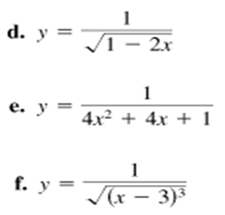 d. y = 1/√(1 − 2x)
e. y = 1/(4x² + 4x + 1)
f. y = 1/√((x − 3)³)